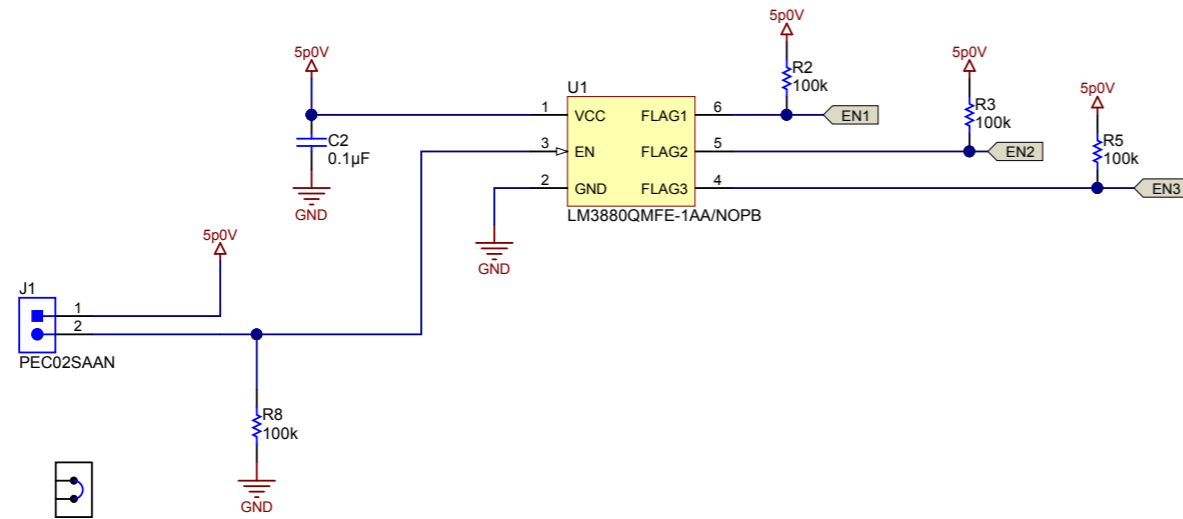 5p0V
5p0V
5p0V
5p0V
U1
R2
100k
R3
100k
R5
100k
1
VCC
FLAG1
6
EN1
C2
0.1µF
3
EN
FLAG2
5
EN2
2
GND
FLAG3
4
EN3
LM3880QMFE-1AA/NOPB
GND
GND
5p0V
J1
1
2
PEC02SAAN
R8
100k
GND